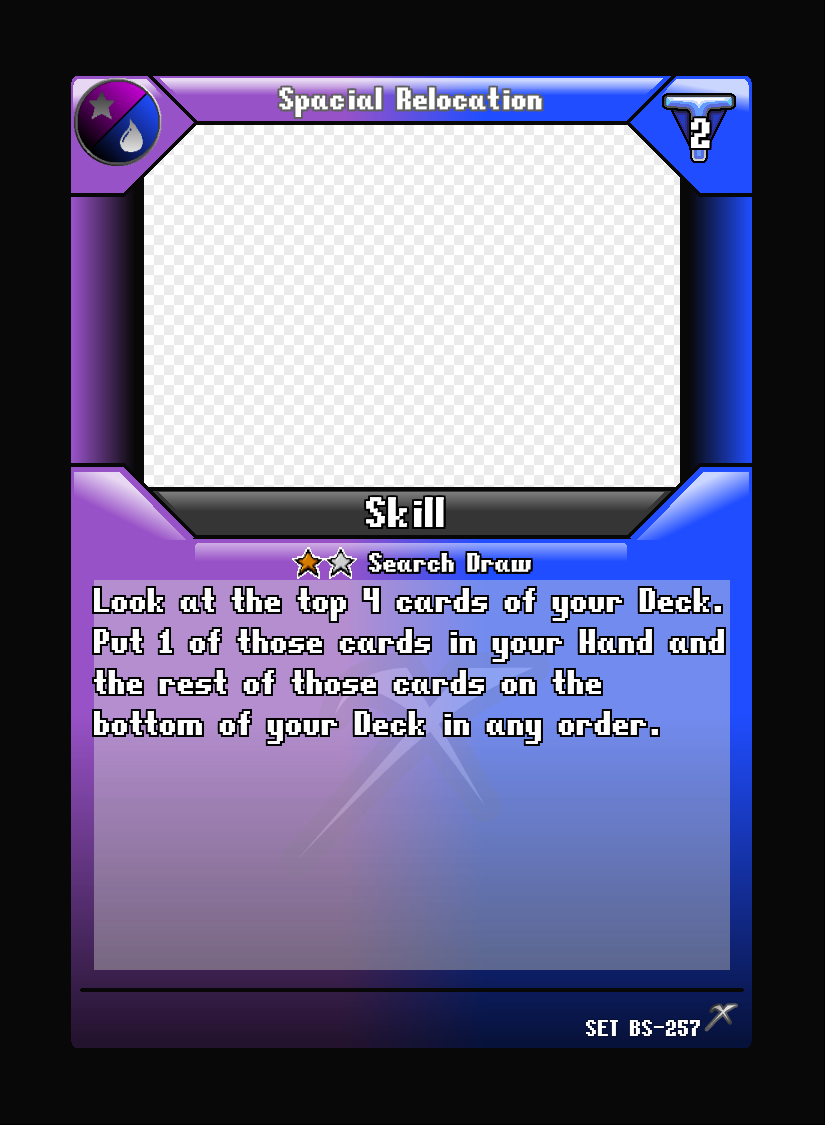 Spacial Relocation
2
Skill
Search Draw
Look at the top 4 cards of your Deck.
Put 1 of those cards in your Hand and
the rest of those cards on the
bottom of your Deck in any order.
SET BS-257